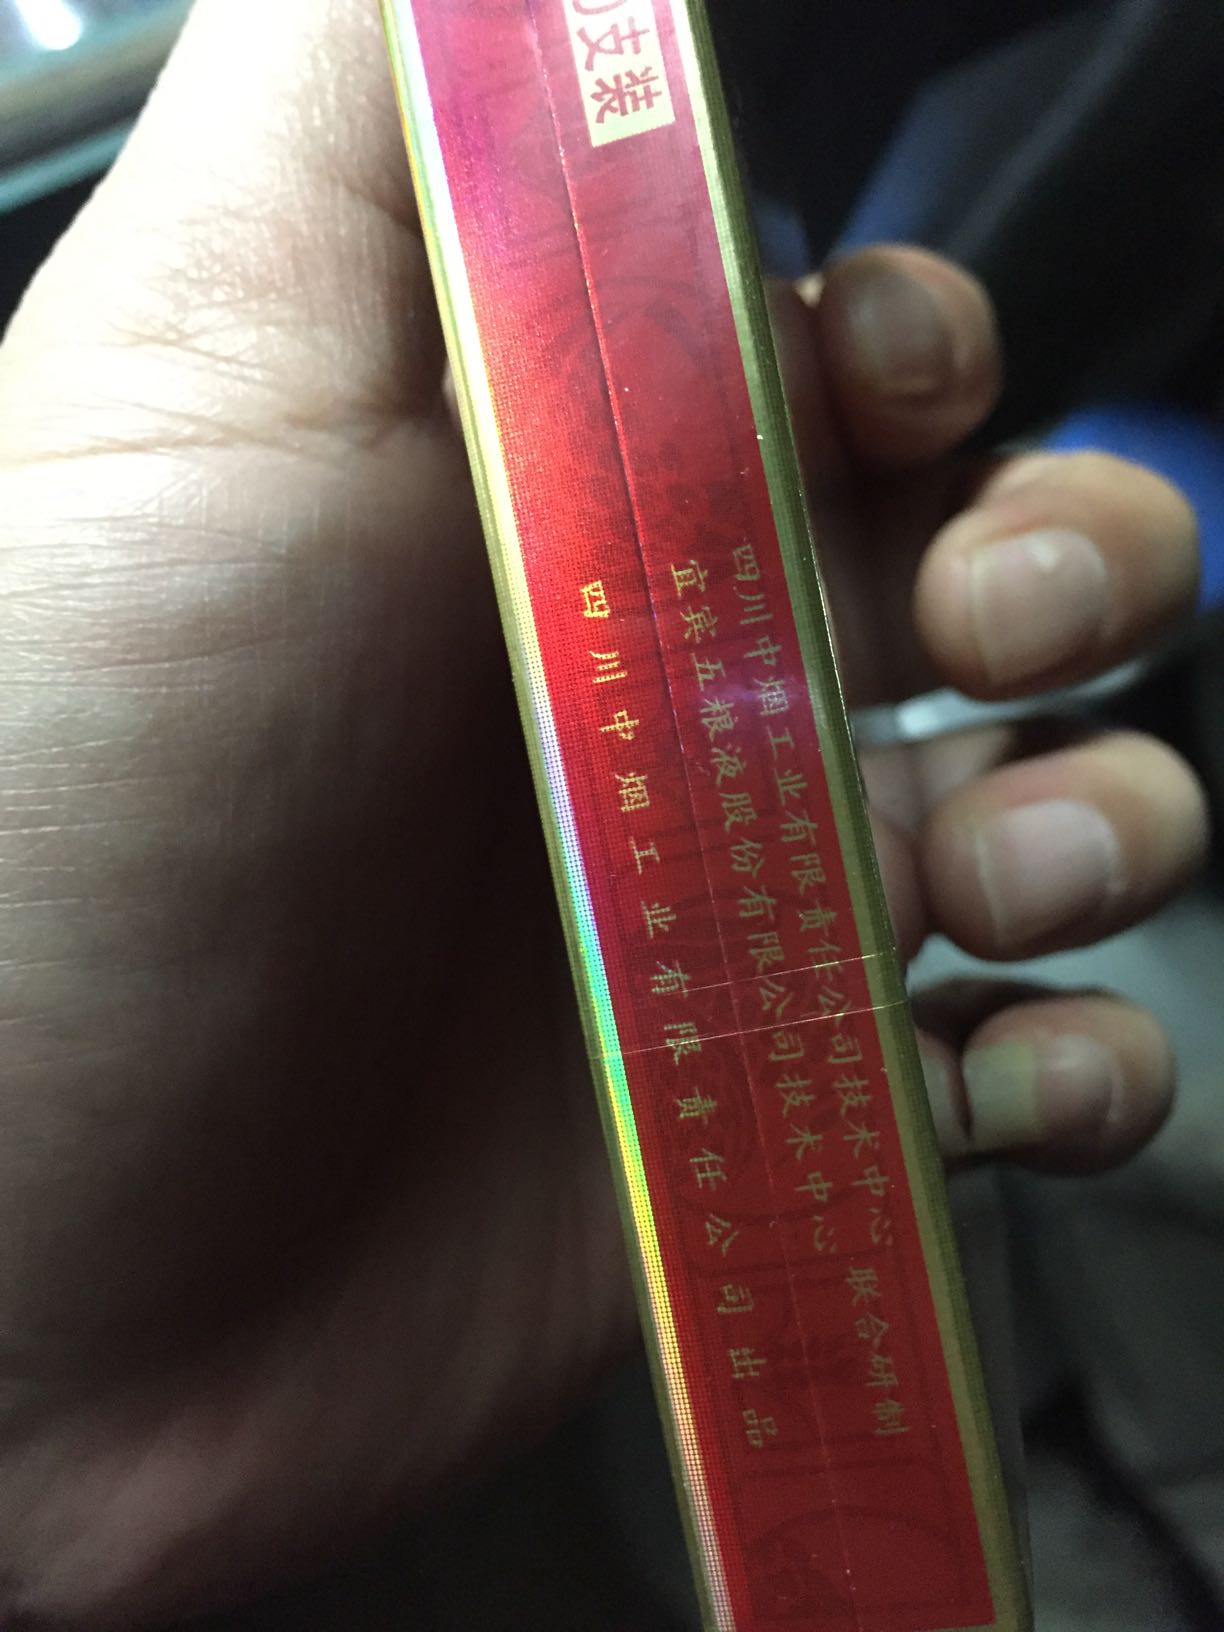 支装
四川中烟工业有限责任公司技术中心
宜宾五粮液股份有限公司技术中心
联合研制
四川中烟工业有限责任公司出品